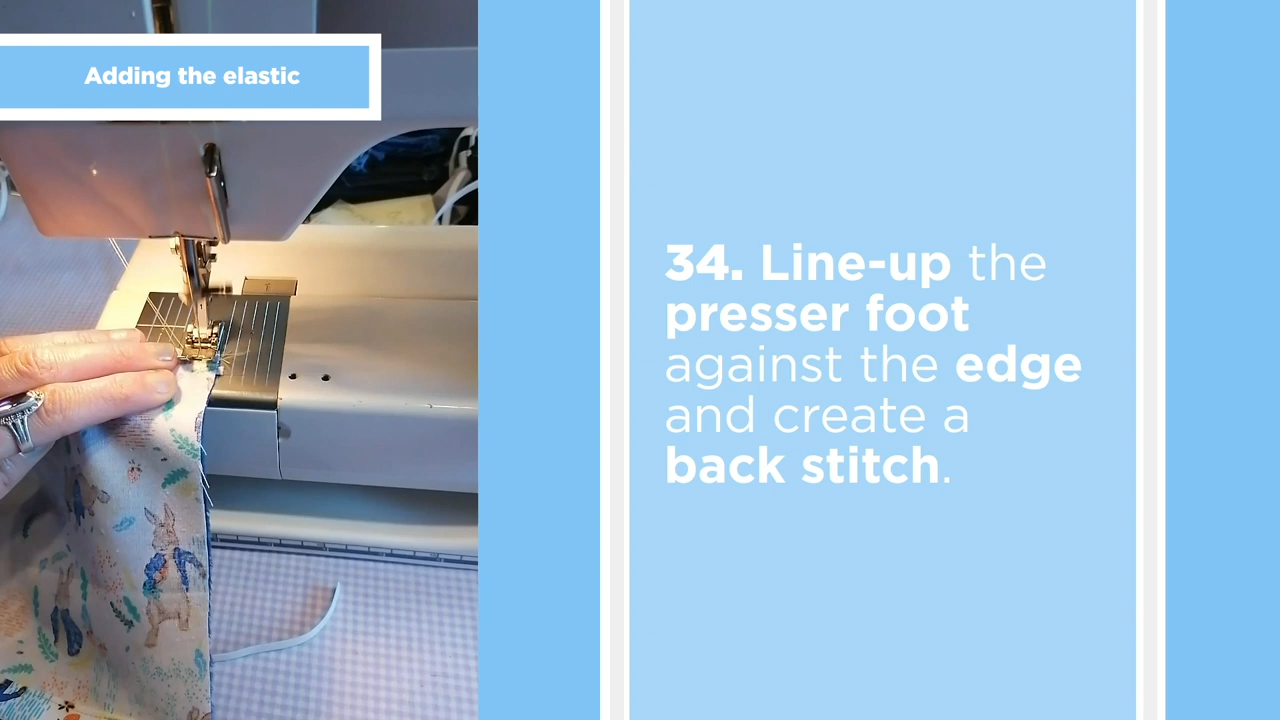 Adding the elastic
34. Line-up the
presser foot
against the edge
and create a
back stitch.